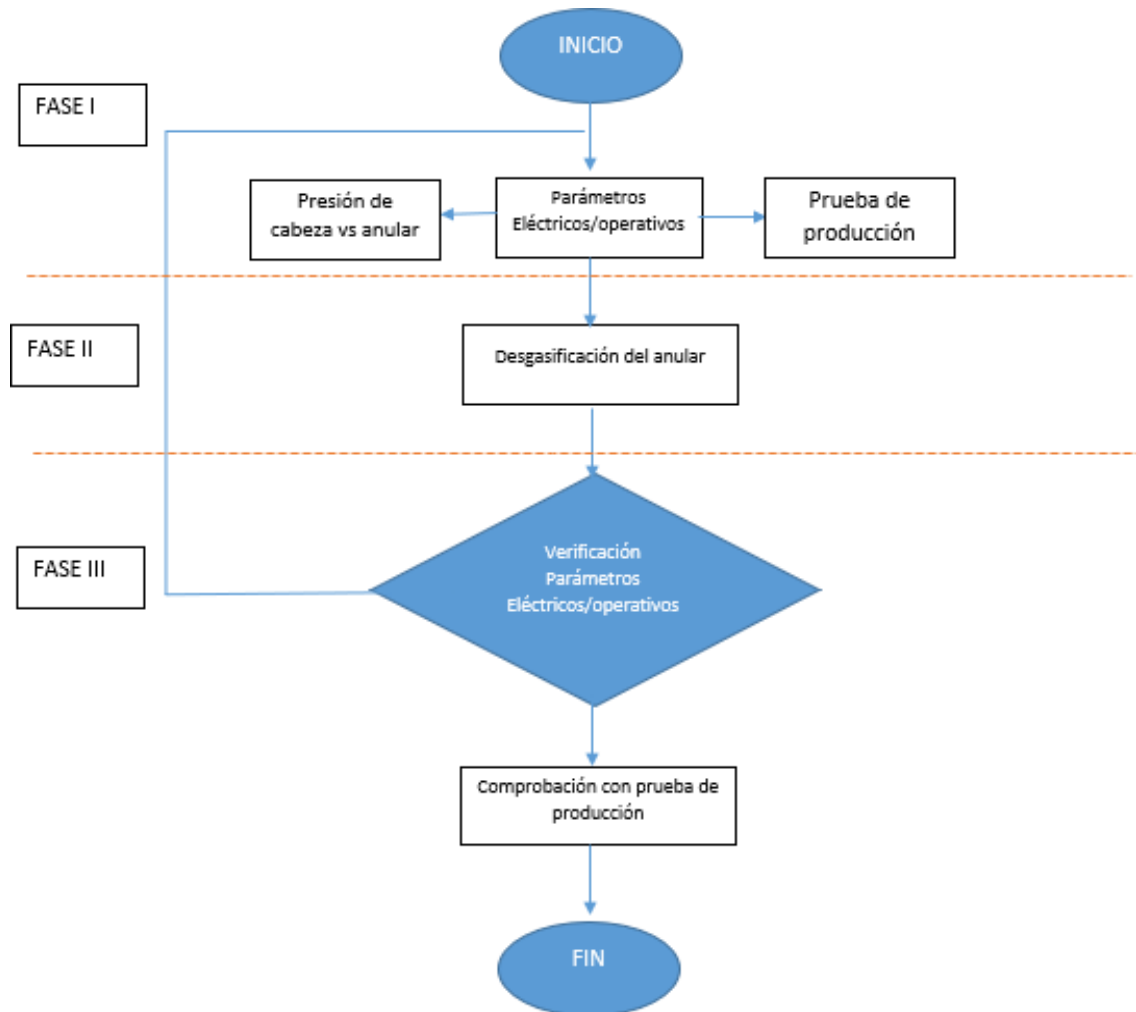 INICIO
FASE I
Presión de
cabeza vs anular
Parámetros
Eléctricos/operativos
Prueba de
producción
FASE II
Desgasificación del anular
FASE III
Verificación
Parámetros
Eléctricos/operativos
Comprobación con prueba de
producción
FIN